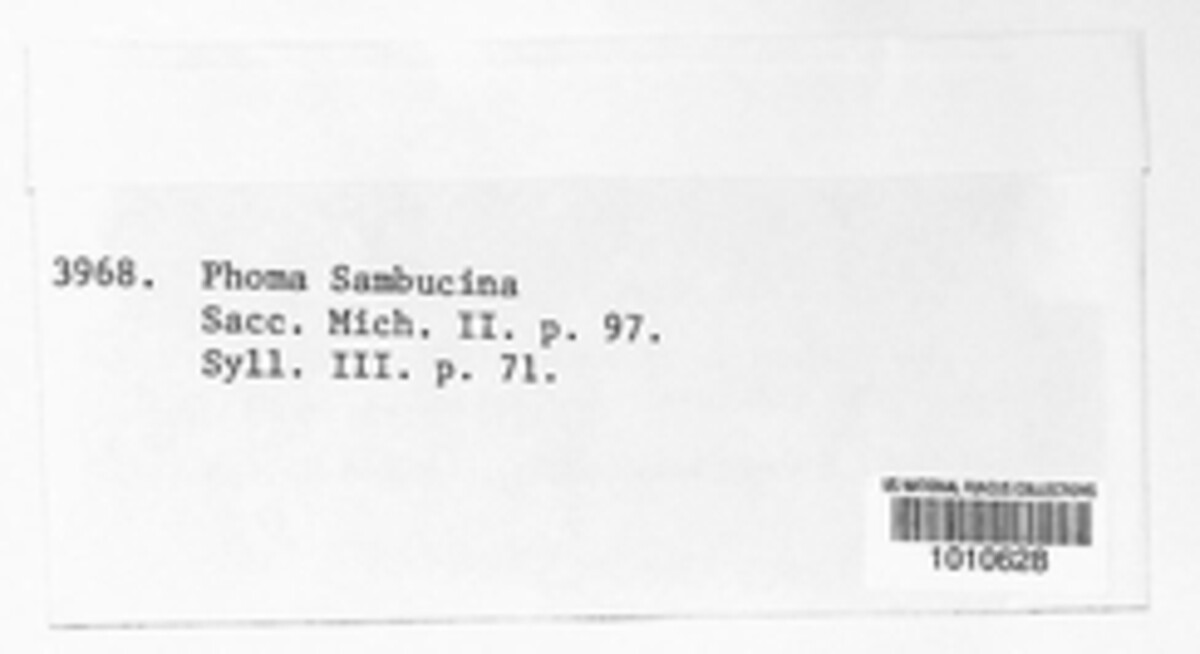 3968. Phoma Sambucina
Sacc. Mich. II. p. 97.
Syll. III. p. 71.
US NATIONAL FUNGUS COLLECTIONS
1010628